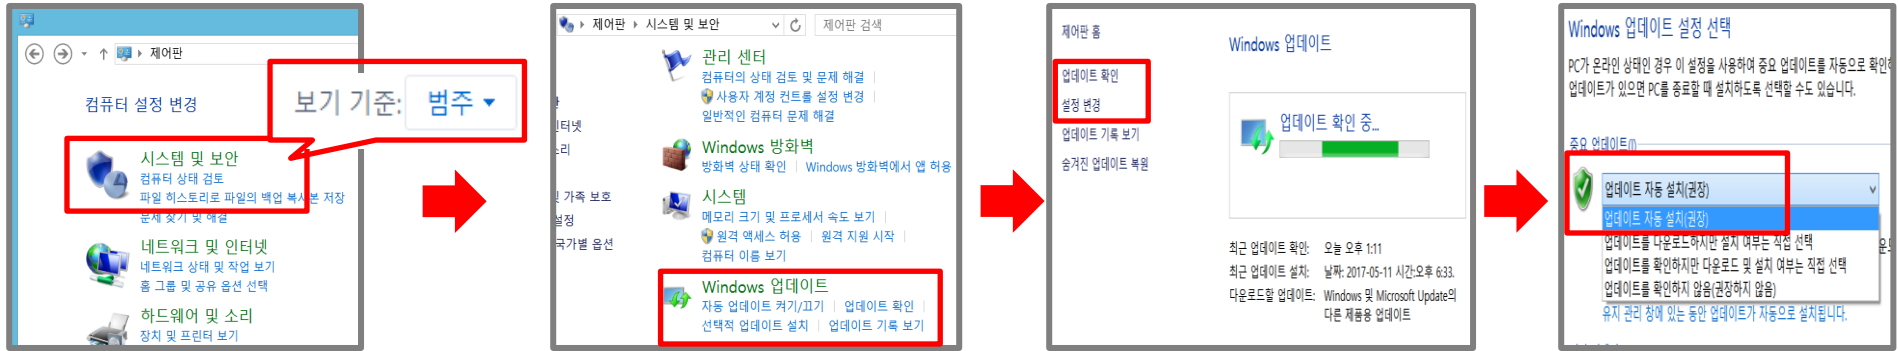 제어판
컴퓨터 설정 변경
보기 기준: 범주
시스템 및 보안
컴퓨터 상태 검토
파일 히스토리로 파일의 백업 복사본 저장
문제 찾기 및 해결
네트워크 및 인터넷
네트워크 상태 및 작업 보기
홈 그룹 및 공유 옵션 선택
하드웨어 및 소리
장치 및 프린터 보기
제어판 시스템 및 보안 제어판 검색
터넷
소리
및 가족 보호
설정
국가별 옵션
관리 센터
컴퓨터의 상태 검토 및 문제 해결
사용자 계정 컨트롤 설정 변경
일반적인 컴퓨터 문제 해결
Windows 방화벽
방화벽 상태 확인 Windows 방화벽에서 앱 허용
시스템
메모리 크기 및 프로세서 속도 보기
원격 액세스 허용 원격 지원 시작
컴퓨터 이름 보기
Windows 업데이트
자동 업데이트 켜기/끄기 업데이트 확인
선택적 업데이트 설치 업데이트 기록 보기
제어판 홈
업데이트 확인
설정 변경
업데이트 기록 보기
숨겨진 업데이트 복원
Windows 업데이트
업데이트 확인 중...
최근 업데이트 확인: 오늘 오후 1:11
최근 업데이트 설치: 날짜: 2017-05-11 시간:오후 6:33.
다운로드할 업데이트: Windows 및 Microsoft Update의
다른 제품용 업데이트
Windows 업데이트 설정 선택
PC가 온라인 상태인 경우 이 설정을 사용하여 중요 업데이트를 자동으로 확인하
업데이트가 있으면 PC를 종료할 때 설치하도록 선택할 수도 있습니다.
중요 업데이트(I)
업데이트 자동 설치(권장)
업데이트 자동 설치(권장)
업데이트를 다운로드하지만 설치 여부는 직접 선택
업데이트를 확인하지만 다운로드 및 설치 여부는 직접 선택
업데이트를 확인하지 않음(권장하지 않음)
유지 관리 창에 있는 동안 업데이트가 자동으로 설치됩니다.